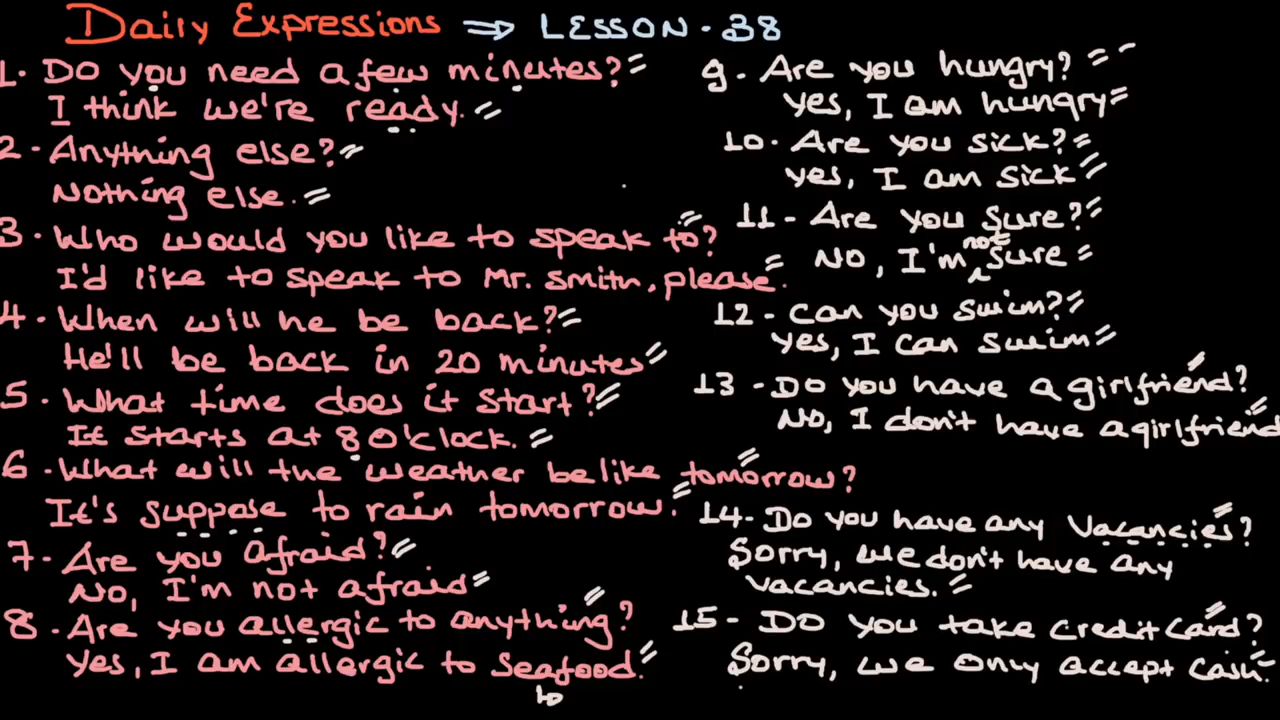 Daily Expressions ⇒ LESSON - 38
1. Do you need a few minutes?
I think we're ready.
2 - Anything else?
Nothing else.
3 - Who would you like to speak to?
I'd like to speak to Mr. Smith, please.
4 - When will he be back?
He'll be back in 20 minutes
5 - What time does it start?
It starts at 8 o'clock.
6 - What will the weather be like tomorrow?
It's suppose to rain tomorrow.
7 - Are you afraid?
No, I'm not afraid
8 - Are you allergic to anything?
Yes, I am allergic to seafood.
to
9 - Are you hungry?
yes, I am hungry
10 - Are you sick?
yes, I am sick
11 - Are you sure?
No, I'm not sure
12 - Can you swim?
Yes, I can swim
13 - Do you have a girlfriend?
No, I don't have a girlfriend
14 - Do you have any vacancies?
Sorry, we don't have any
vacancies.
15 - Do you take credit card?
Sorry, we only accept cash.